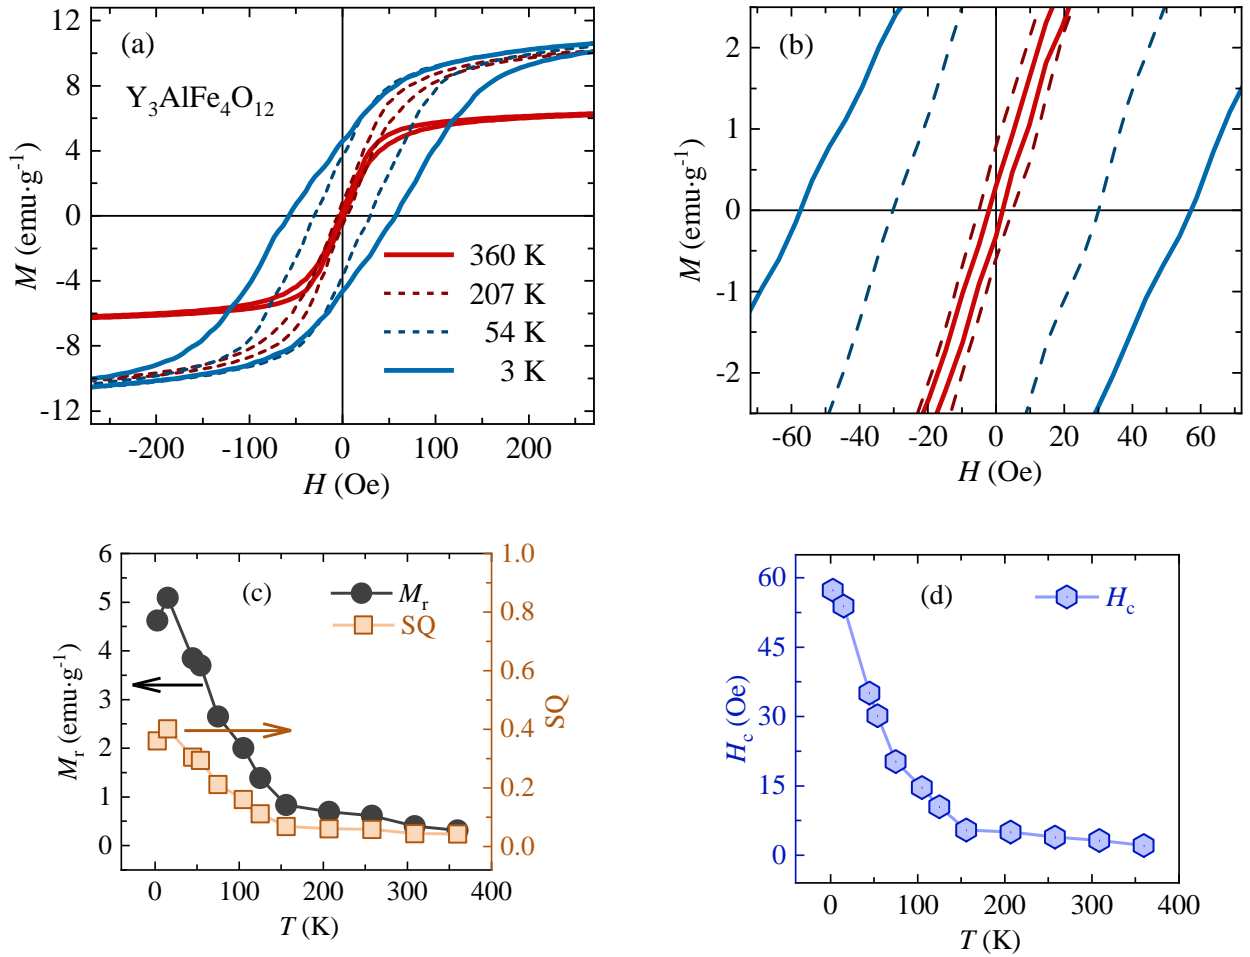 (a)
Y₃AlFe₄O₁₂
12
8
4
0
-4
-8
-12
M (emu·g⁻¹)
360 K
207 K
54 K
3 K
-200 -100 0 100 200
H (Oe)
(b)
2
1
0
-1
-2
M (emu·g⁻¹)
-60 -40 -20 0 20 40 60
H (Oe)
(c)
6
5
4
3
2
1
0
Mᵣ (emu·g⁻¹)
Mᵣ
SQ
1.0
0.8
0.6
0.4
0.2
0.0
SQ
0 100 200 300 400
T (K)
(d)
60
45
30
15
0
H_c (Oe)
H_c
0 100 200 300 400
T (K)